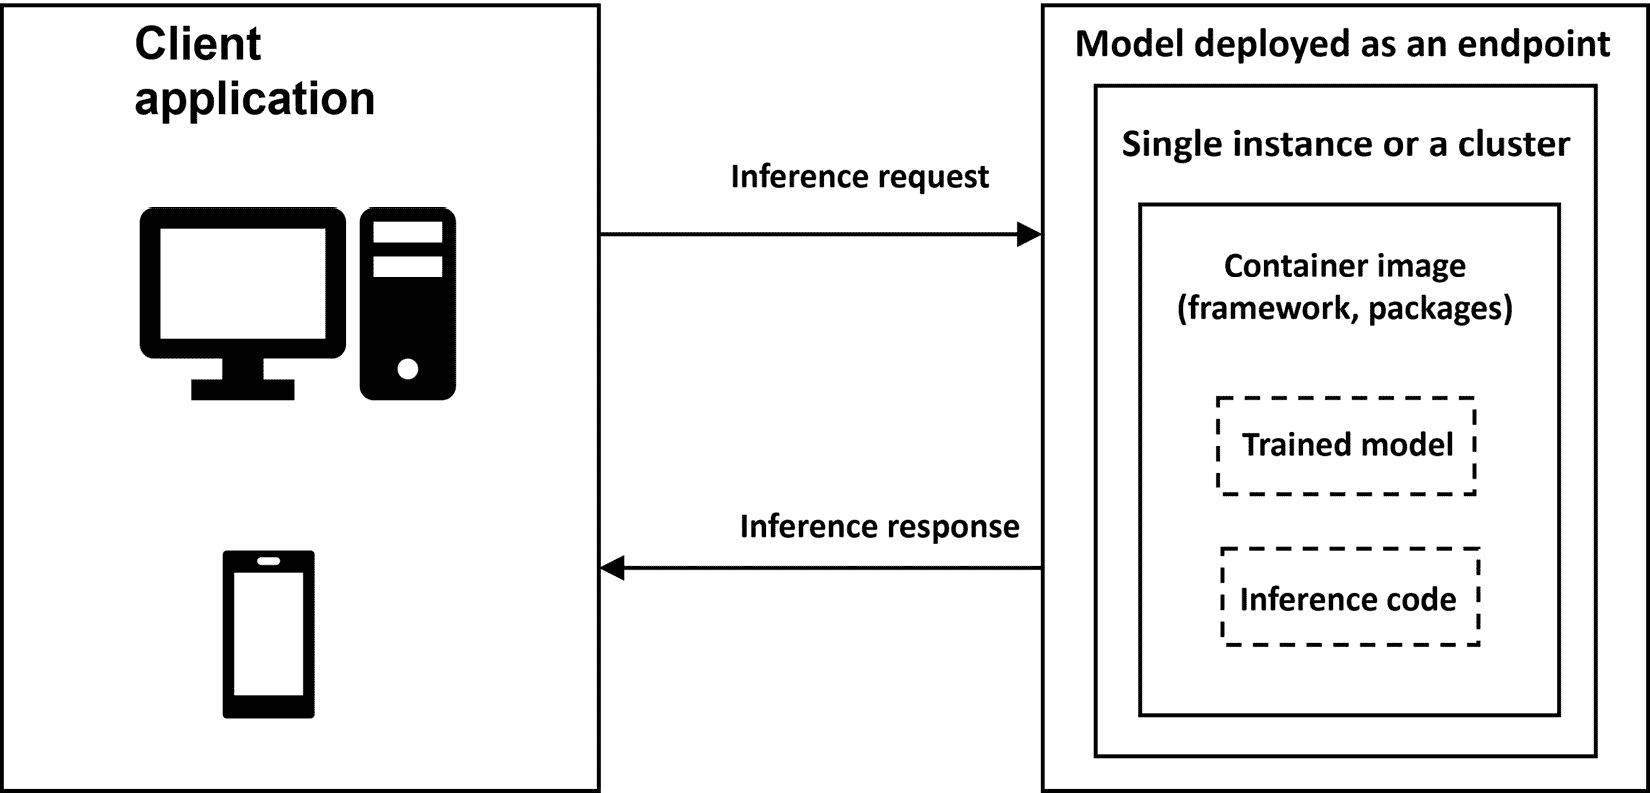 Client
application
Inference request
Inference response
Model deployed as an endpoint
Single instance or a cluster
Container image
(framework, packages)
Trained model
Inference code